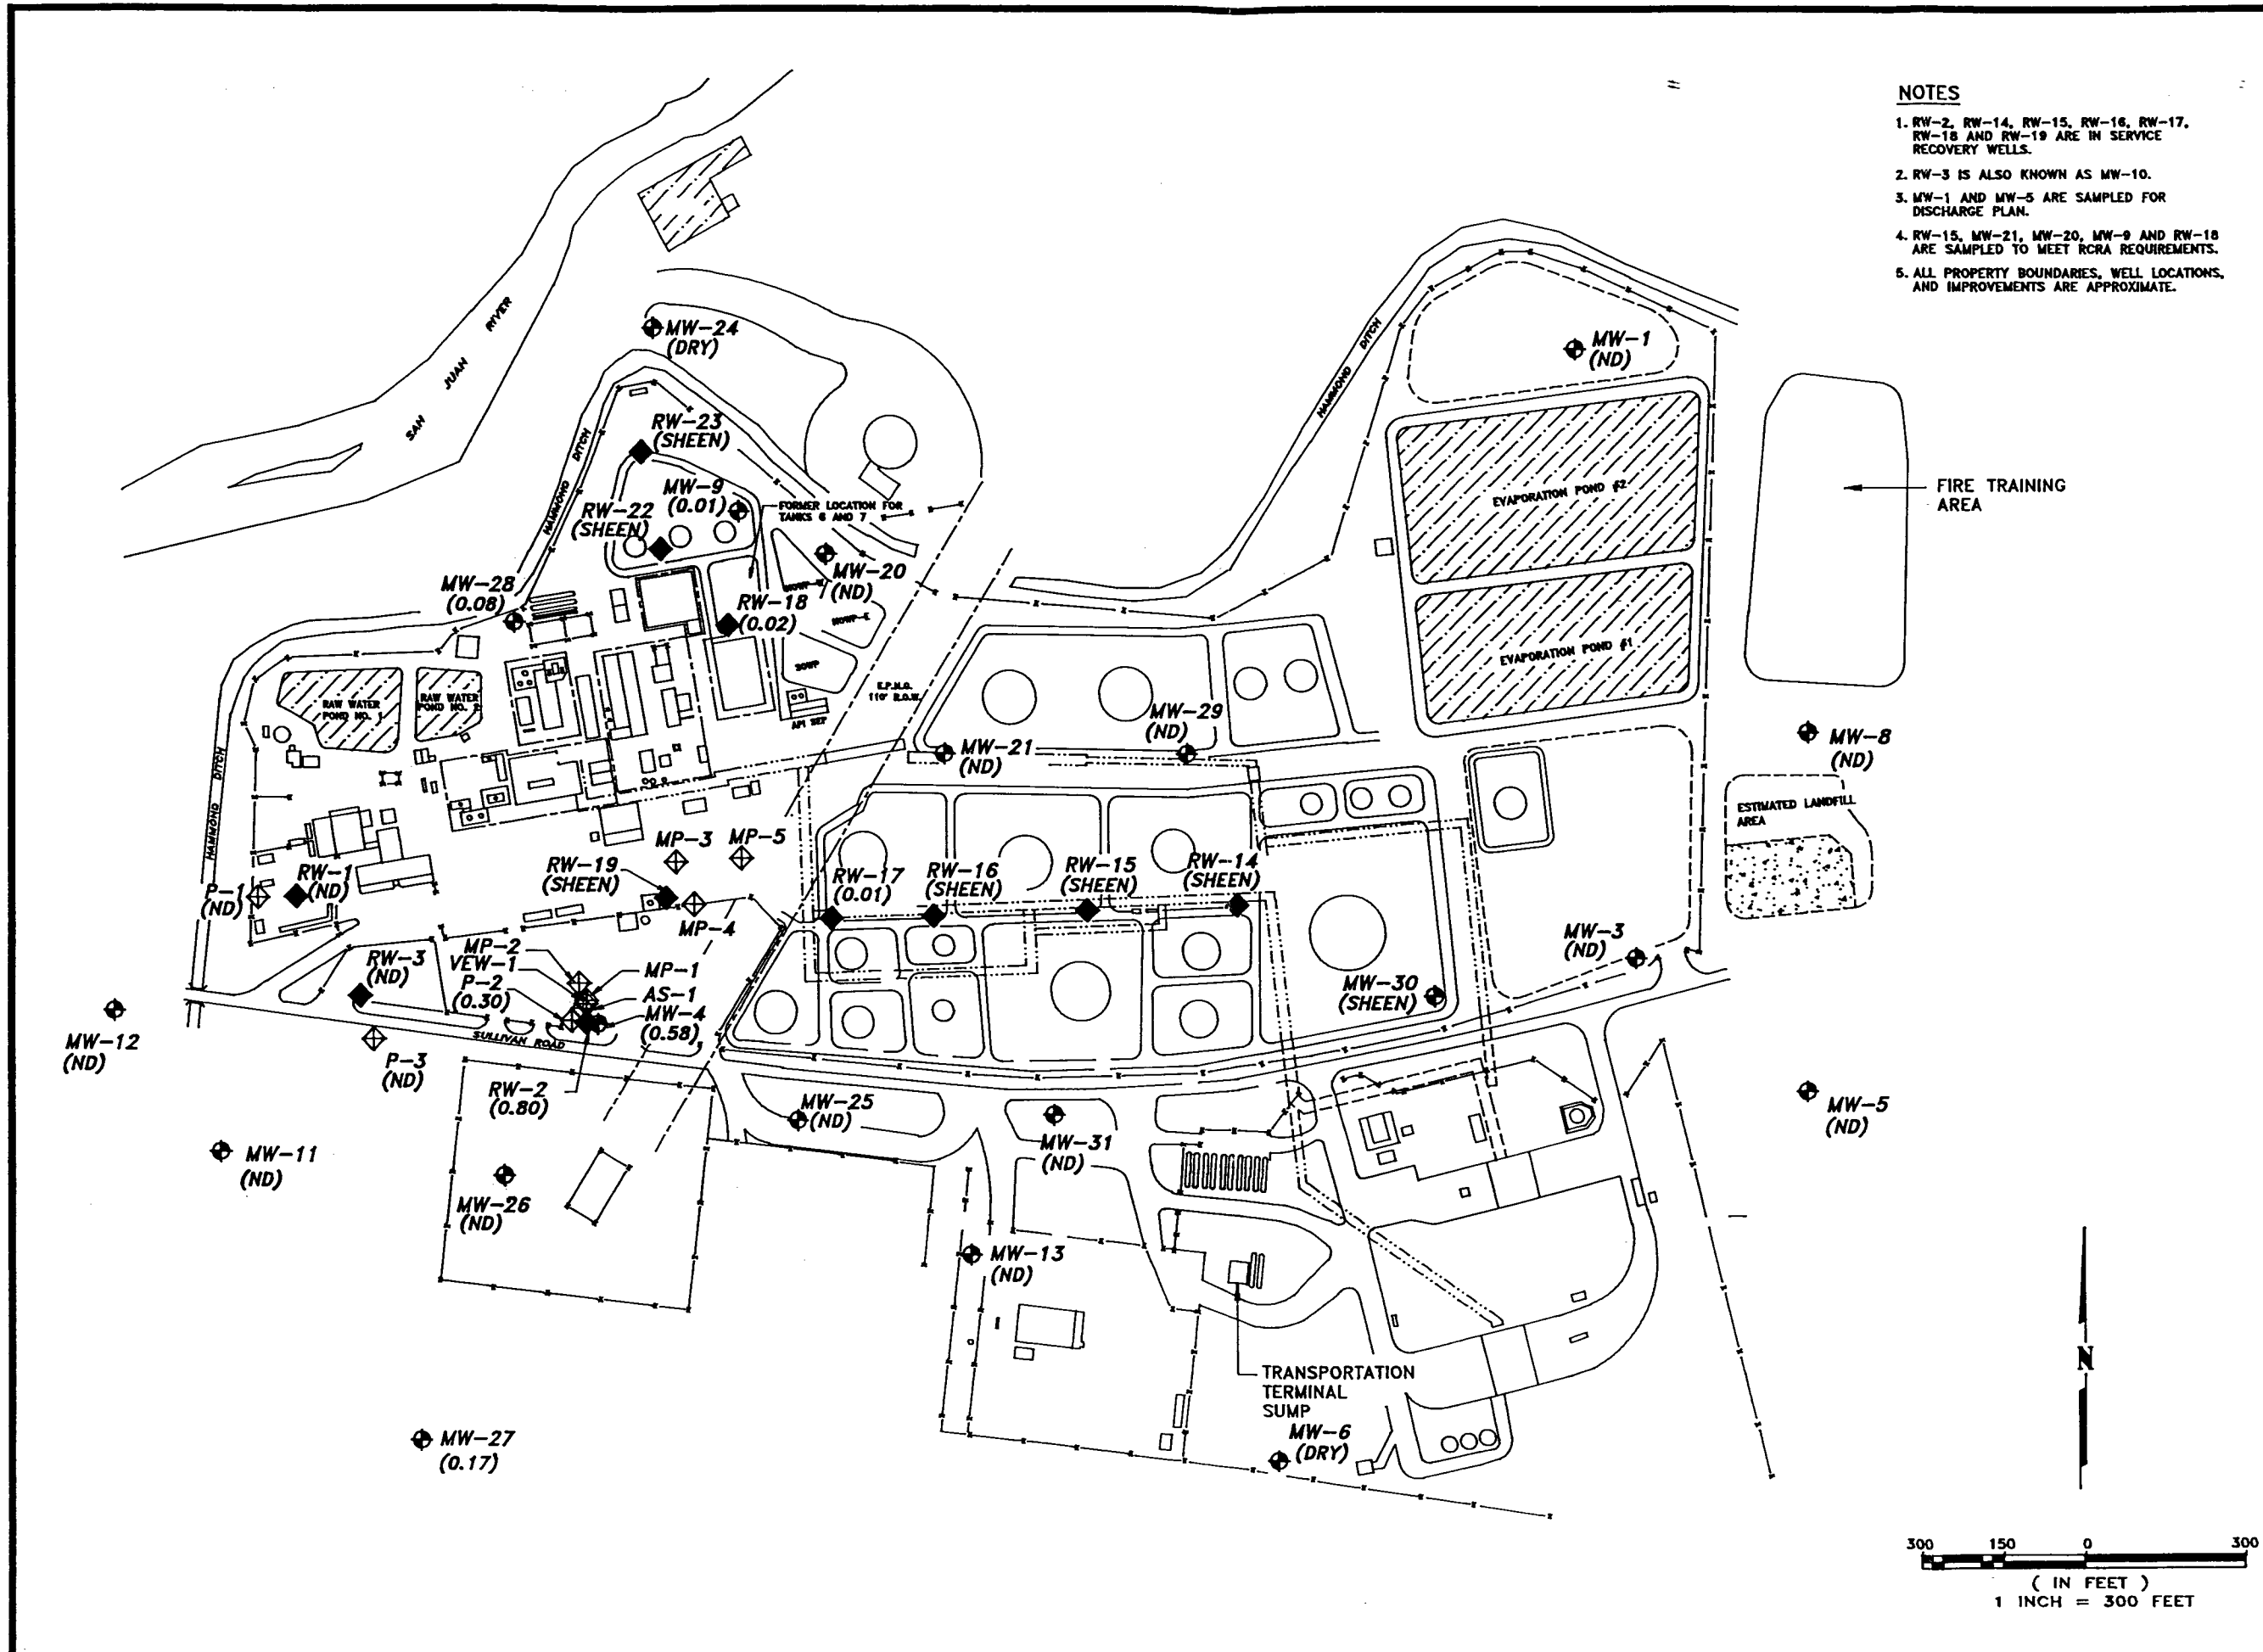 NOTES
1. RW-2, RW-14, RW-15, RW-16, RW-17,
RW-18 AND RW-19 ARE IN SERVICE
RECOVERY WELLS.
2. RW-3 IS ALSO KNOWN AS MW-10.
3. MW-1 AND MW-5 ARE SAMPLED FOR
DISCHARGE PLAN.
4. RW-15, MW-21, MW-20, MW-9 AND RW-18
ARE SAMPLED TO MEET RCRA REQUIREMENTS.
5. ALL PROPERTY BOUNDARIES, WELL LOCATIONS,
AND IMPROVEMENTS ARE APPROXIMATE.
SAN JUAN RIVER
MW-24
(DRY)
HAMMOND DITCH
MW-1
(ND)
RW-23
(SHEEN)
HAMMOND DITCH
MW-9
(0.01)
RW-22
(SHEEN)
FORMER LOCATION FOR
TANKS 6 AND 7
EVAPORATION POND #2
FIRE TRAINING
AREA
MW-20
(ND)
MW-28
(0.08)
RW-18
(0.02)
NOWP-E
SOWP
EVAPORATION POND #1
E.P.N.G.
110' R.O.W.
API SEP
RAW WATER
POND NO. 1
RAW WATER
POND NO.
MW-29
(ND)
MW-21
(ND)
MW-8
(ND)
HAMMOND DITCH
ESTIMATED LANDFILL
AREA
MP-3
MP-5
RW-19
(SHEEN)
RW-17
(0.01)
RW-16
(SHEEN)
RW-15
(SHEEN)
RW-14
(SHEEN)
P-1
(ND)
RW-1
(ND)
MP-4
MW-3
(ND)
RW-3
(ND)
MP-2
VEW-1
P-2
(0.30)
MP-1
AS-1
MW-4
(0.58)
MW-30
(SHEEN)
SULLIVAN ROAD
MW-12
(ND)
P-3
(ND)
RW-2
(0.80)
MW-25
(ND)
MW-31
(ND)
MW-5
(ND)
MW-11
(ND)
MW-26
(ND)
MW-13
(ND)
TRANSPORTATION
TERMINAL
SUMP
MW-6
(DRY)
MW-27
(0.17)
N
300 150 0 300
( IN FEET )
1 INCH = 300 FEET